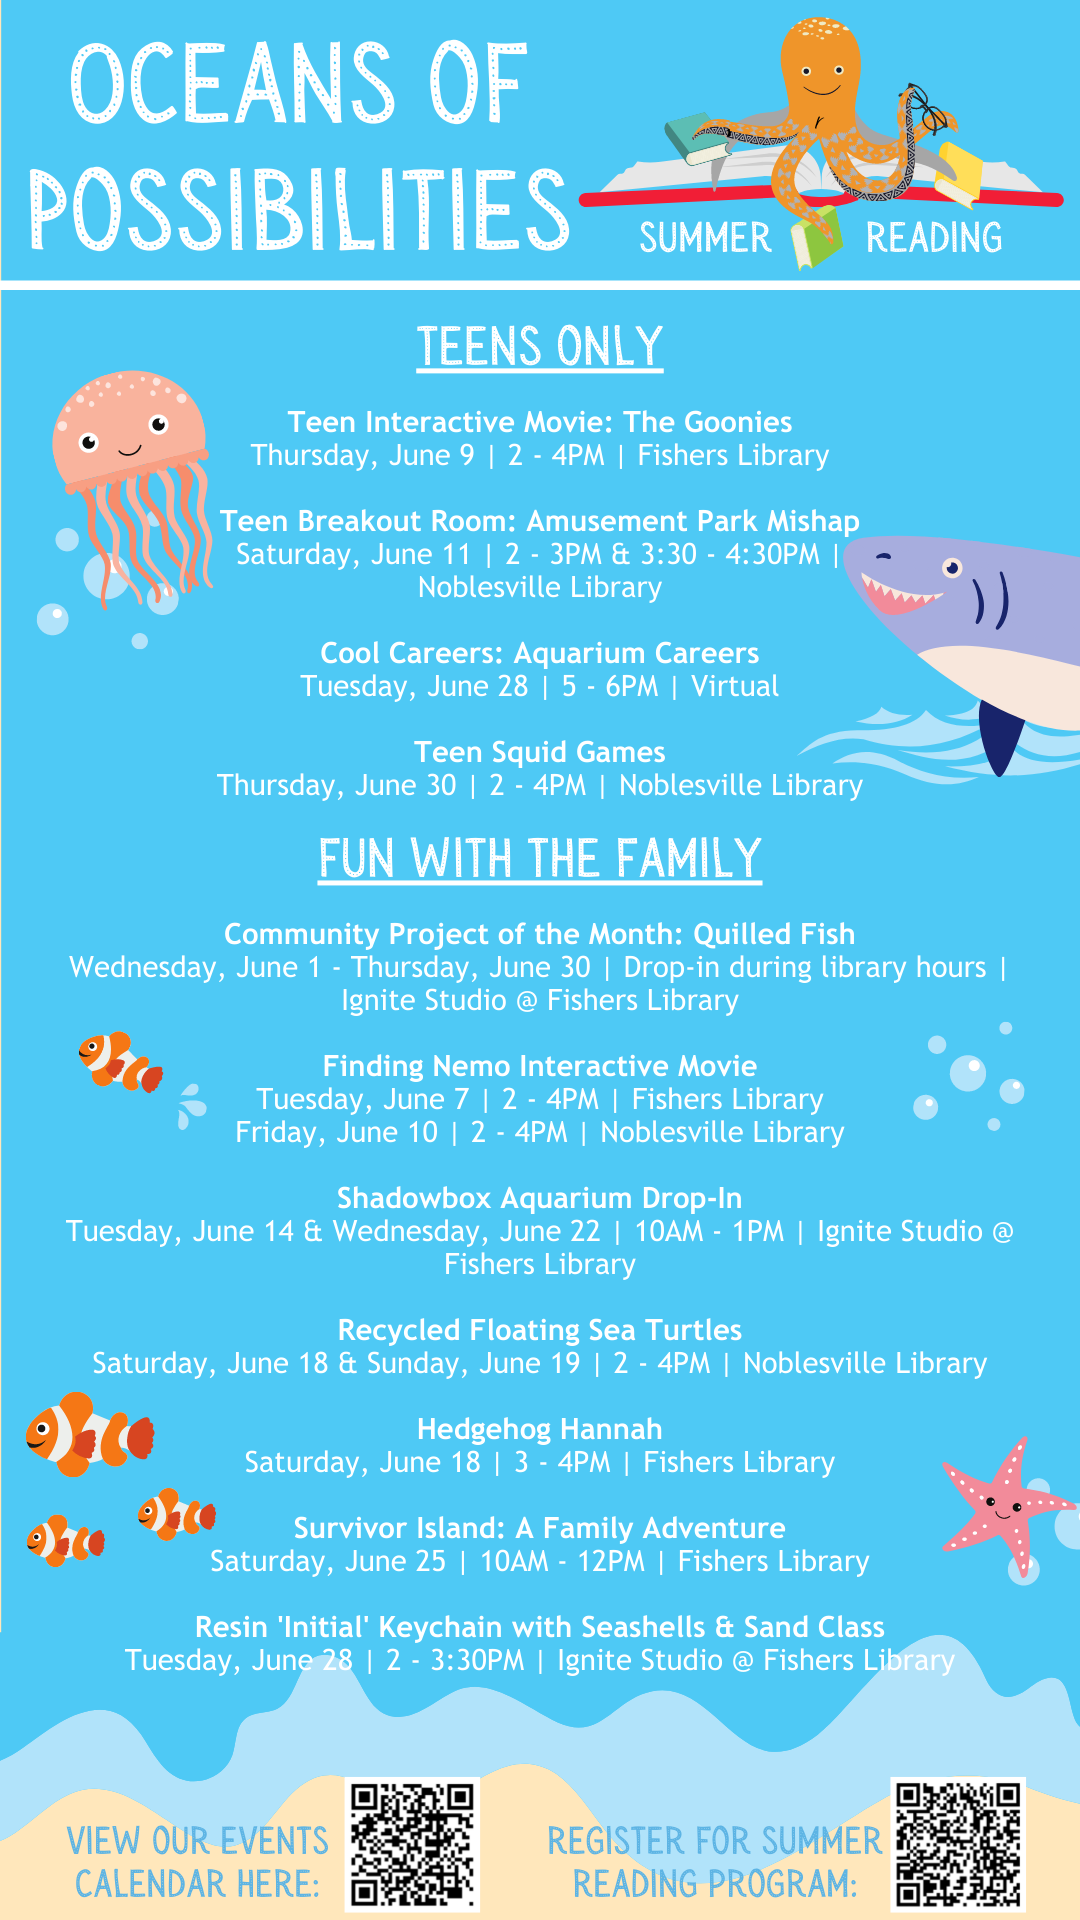 OCEANS OF
POSSIBILITIES
SUMMER READING
TEENS ONLY
Teen Interactive Movie: The Goonies
Thursday, June 9 | 2 - 4PM | Fishers Library
Teen Breakout Room: Amusement Park Mishap
Saturday, June 11 | 2 - 3PM & 3:30 - 4:30PM |
Noblesville Library
Cool Careers: Aquarium Careers
Tuesday, June 28 | 5 - 6PM | Virtual
Teen Squid Games
Thursday, June 30 | 2 - 4PM | Noblesville Library
FUN WITH THE FAMILY
Community Project of the Month: Quilled Fish
Wednesday, June 1 - Thursday, June 30 | Drop-in during library hours |
Ignite Studio @ Fishers Library
Finding Nemo Interactive Movie
Tuesday, June 7 | 2 - 4PM | Fishers Library
Friday, June 10 | 2 - 4PM | Noblesville Library
Shadowbox Aquarium Drop-In
Tuesday, June 14 & Wednesday, June 22 | 10AM - 1PM | Ignite Studio @
Fishers Library
Recycled Floating Sea Turtles
Saturday, June 18 & Sunday, June 19 | 2 - 4PM | Noblesville Library
Hedgehog Hannah
Saturday, June 18 | 3 - 4PM | Fishers Library
Survivor Island: A Family Adventure
Saturday, June 25 | 10AM - 12PM | Fishers Library
Resin 'Initial' Keychain with Seashells & Sand Class
Tuesday, June 28 | 2 - 3:30PM | Ignite Studio @ Fishers Library
VIEW OUR EVENTS
CALENDAR HERE:
REGISTER FOR SUMMER
READING PROGRAM: